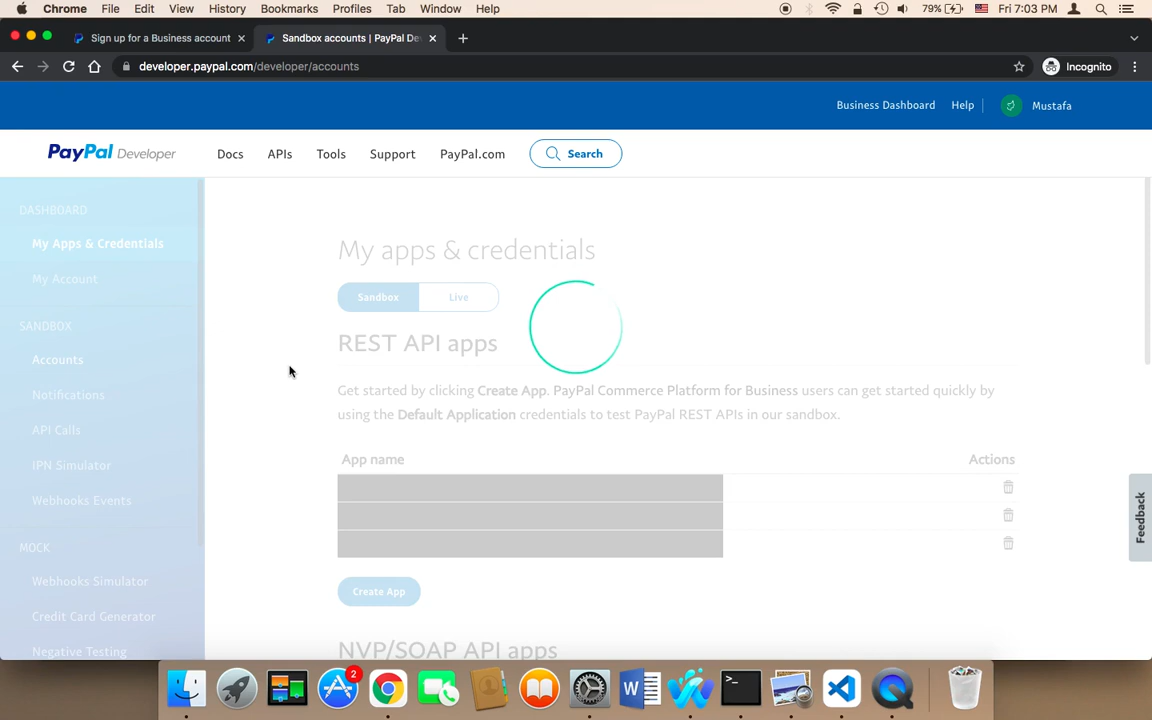 Chrome File Edit View History Bookmarks Profiles Tab Window Help 79% Fri 7:03 PM
Sign up for a Business account
Sandbox accounts | PayPal De
developer.paypal.com/developer/accounts
Incognito
Business Dashboard Help Mustafa
PayPal Developer Docs APIs Tools Support PayPal.com Search
DASHBOARD
My Apps & Credentials
My Account
SANDBOX
Accounts
Notifications
API Calls
IPN Simulator
Webhooks Events
MOCK
Webhooks Simulator
Credit Card Generator
Negative Testing
My apps & credentials
Sandbox Live
REST API apps
Get started by clicking Create App. PayPal Commerce Platform for Business users can get started quickly by
using the Default Application credentials to test PayPal REST APIs in our sandbox.
App name Actions
Create App
NVP/SOAP API apps
Feedback
2